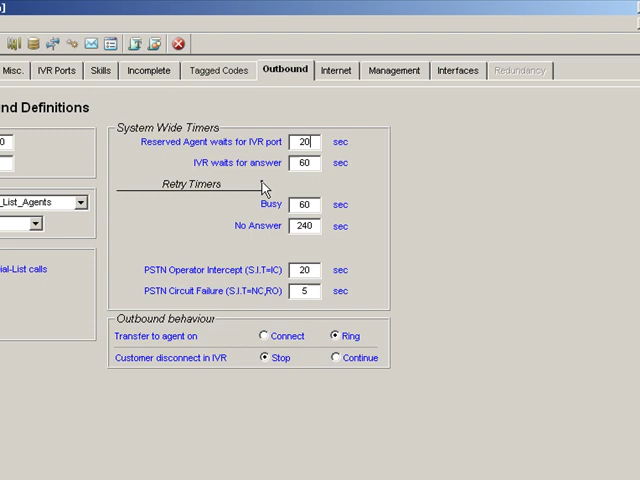 ]
Misc. IVR Ports Skills Incomplete Tagged Codes Outbound Internet Management Interfaces Redundancy
nd Definitions
0
_List_Agents
ial-List calls
System Wide Timers
Reserved Agent waits for IVR port 20 sec
IVR waits for answer 60 sec
Retry Timers
Busy 60 sec
No Answer 240 sec
PSTN Operator Intercept (S.I.T=IC) 20 sec
PSTN Circuit Failure (S.I.T=NC,RO) 5 sec
Outbound behaviour
Transfer to agent on Connect Ring
Customer disconnect in IVR Stop Continue